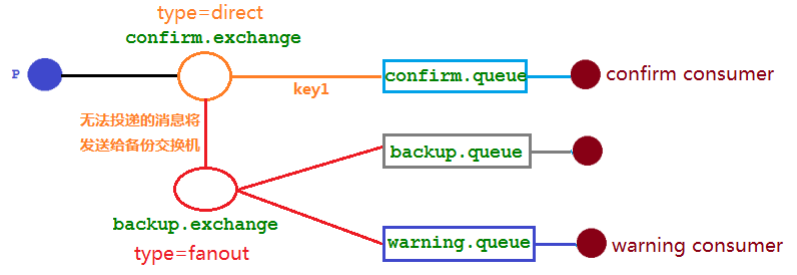 type=direct
confirm.exchange
P
confirm.queue
confirm consumer
key1
无法投递的消息将
发送给备份交换机
backup.queue
backup.exchange
type=fanout
warning.queue
warning consumer